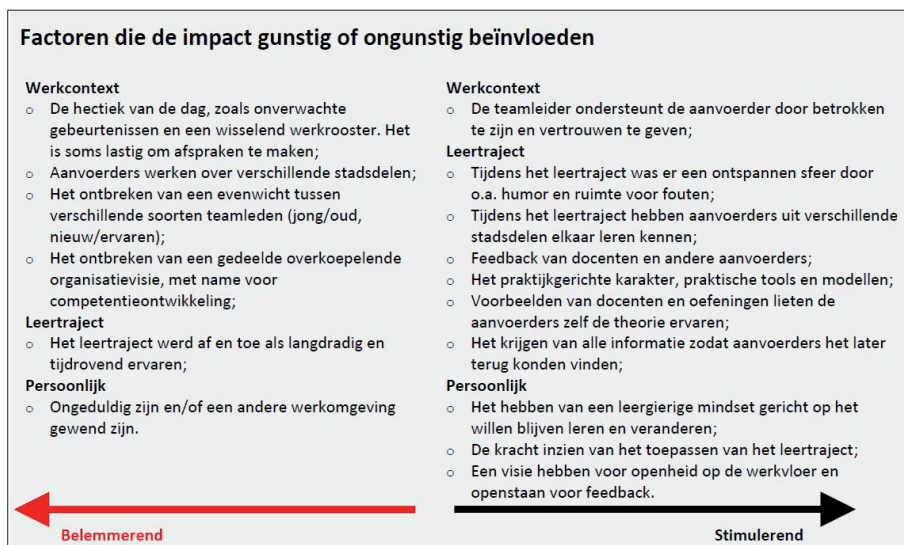 Factoren die de impact gunstig of ongunstig beïnvloeden
Werkcontext
o De hectiek van de dag, zoals onverwachte
gebeurtenissen en een wisselend werkrooster. Het
is soms lastig om afspraken te maken;
o Aanvoerders werken over verschillende stadsdelen;
o Het ontbreken van een evenwicht tussen
verschillende soorten teamleden (jong/oud,
nieuw/ervaren);
o Het ontbreken van een gedeelde overkoepelende
organisatievisie, met name voor
competentieontwikkeling;
Leertraject
o Het leertraject werd af en toe als langdradig en
tijdrovend ervaren;
Persoonlijk
o Ongeduldig zijn en/of een andere werkomgeving
gewend zijn.
Belemmerend
Werkcontext
o De teamleider ondersteunt de aanvoerder door betrokken
te zijn en vertrouwen te geven;
Leertraject
o Tijdens het leertraject was er een ontspannen sfeer door
o.a. humor en ruimte voor fouten;
o Tijdens het leertraject hebben aanvoerders uit verschillende
stadsdelen elkaar leren kennen;
o Feedback van docenten en andere aanvoerders;
o Het praktijkgerichte karakter, praktische tools en modellen;
o Voorbeelden van docenten en oefeningen lieten de
aanvoerders zelf de theorie ervaren;
o Het krijgen van alle informatie zodat aanvoerders het later
terug konden vinden;
Persoonlijk
o Het hebben van een leergierige mindset gericht op het
willen blijven leren en veranderen;
o De kracht inzien van het toepassen van het leertraject;
o Een visie hebben voor openheid op de werkvloer en
openstaan voor feedback.
Stimulerend